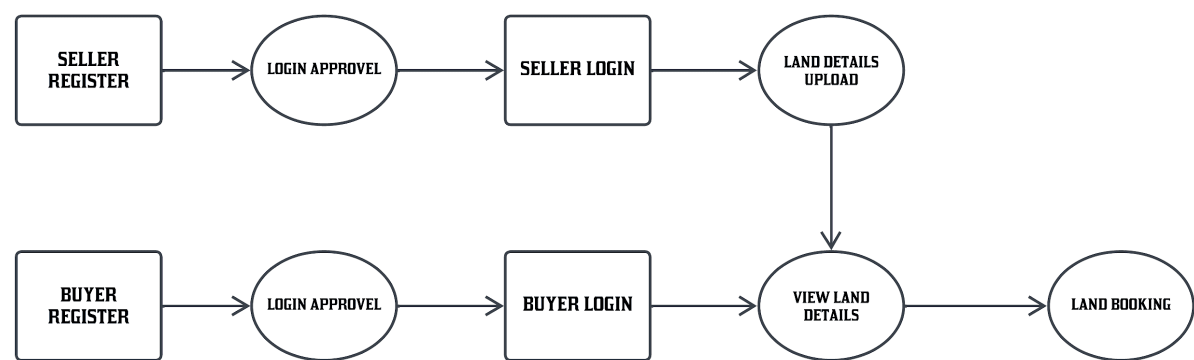 SELLER
REGISTER
LOGIN APPROVEL
SELLER LOGIN
LAND DETAILS
UPLOAD
BUYER
REGISTER
LOGIN APPROVEL
BUYER LOGIN
VIEW LAND
DETAILS
LAND BOOKING